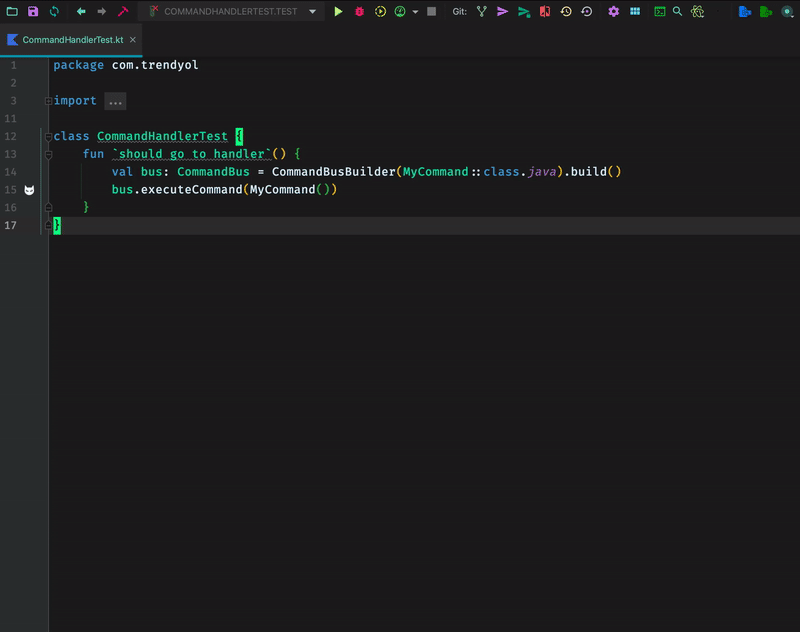 COMMANDHANDLERTEST.TEST Git:
CommandHandlerTest.kt
1 package com.trendyol
2
3 import ...
11
12 class CommandHandlerTest {
13 fun `should go to handler`() {
14 val bus: CommandBus = CommandBusBuilder(MyCommand::class.java).build()
15 bus.executeCommand(MyCommand())
16 }
17 }